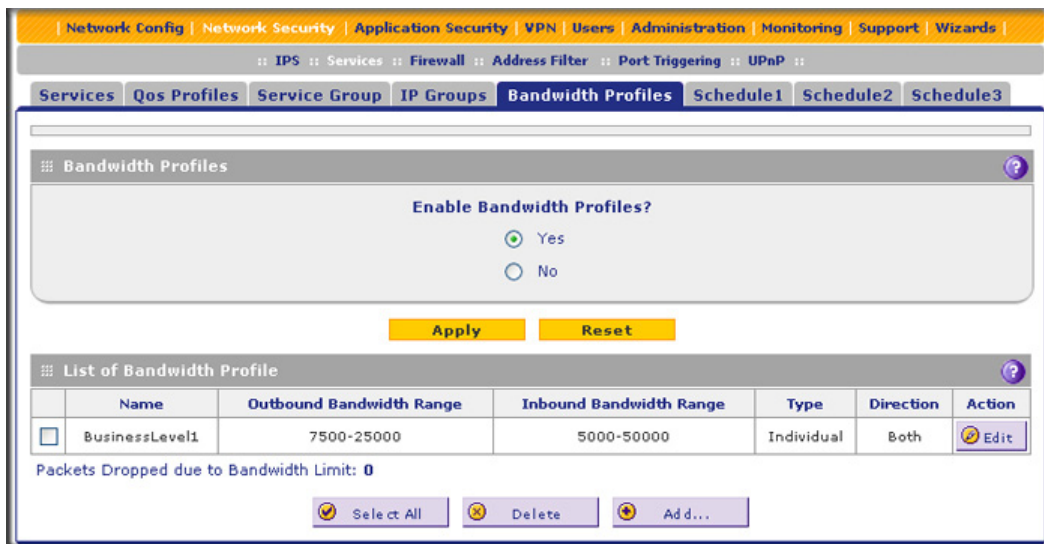 | Network Config | Network Security | Application Security | VPN | Users | Administration | Monitoring | Support | Wizards |
:: IPS :: Services :: Firewall :: Address Filter :: Port Triggering :: UPnP ::
Services Qos Profiles Service Group IP Groups Bandwidth Profiles Schedule1 Schedule2 Schedule3
Bandwidth Profiles ?
Enable Bandwidth Profiles?
Yes
No
Apply Reset
List of Bandwidth Profile ?
Name Outbound Bandwidth Range Inbound Bandwidth Range Type Direction Action
BusinessLevel1 7500-25000 5000-50000 Individual Both Edit
Packets Dropped due to Bandwidth Limit: 0
Select All Delete Add...